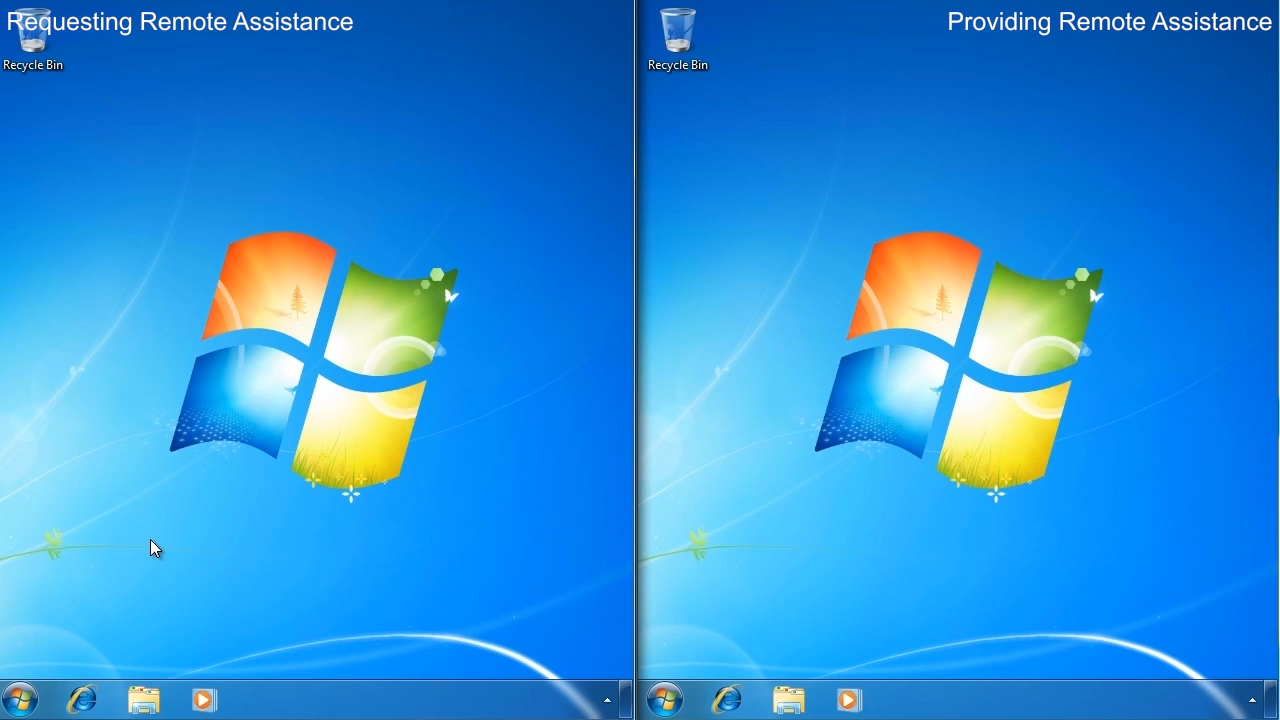 Requesting Remote Assistance
Providing Remote Assistance
Recycle Bin
Recycle Bin